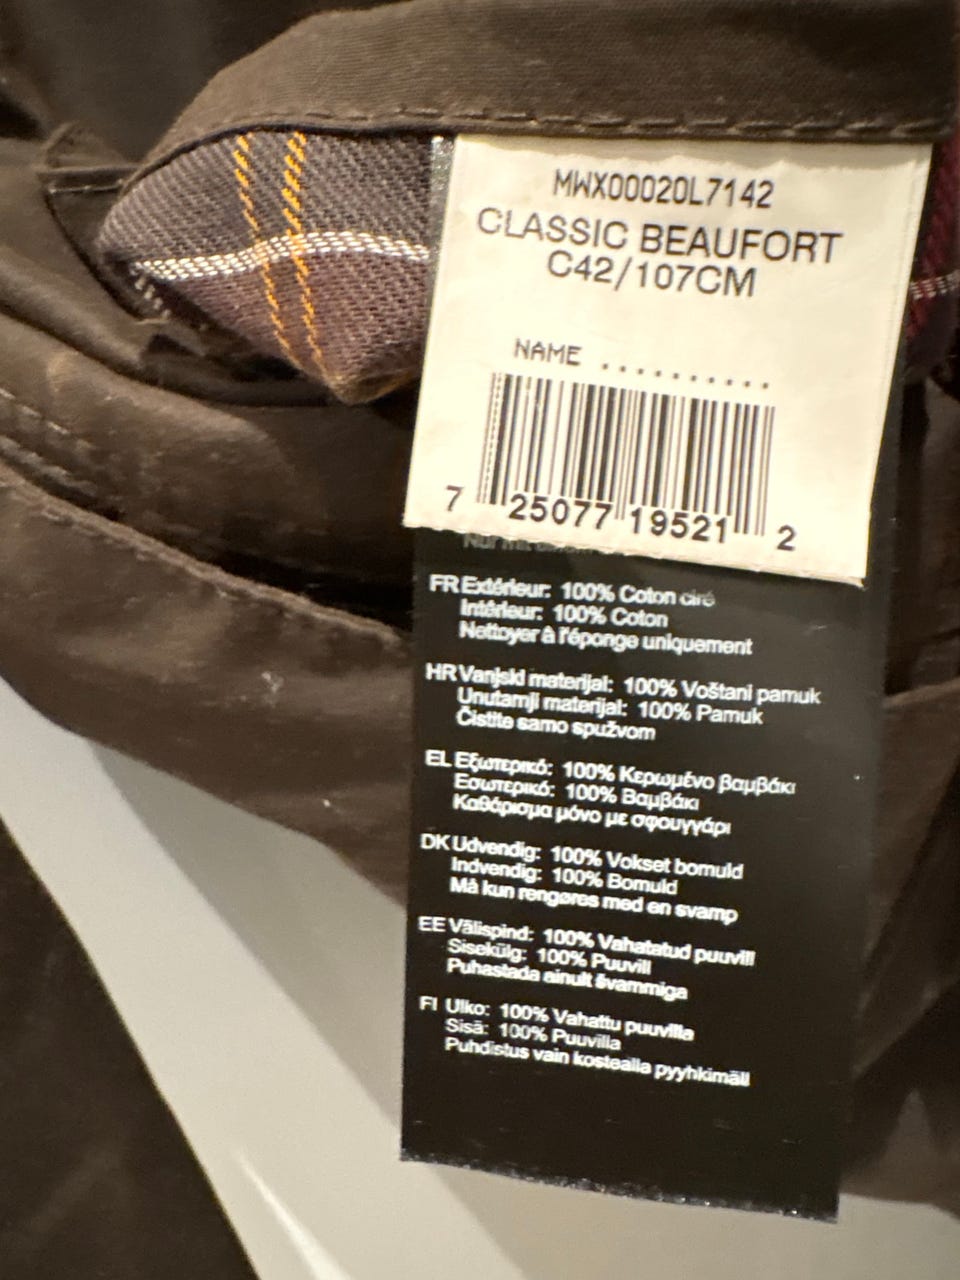 MWX00020L7142
CLASSIC BEAUFORT
C42/107CM
NAME ..........
7 25077 19521 2
FR Extérieur: 100% Coton ciré
Intérieur: 100% Coton
Nettoyer à l'éponge uniquement
HR Vanjski materijal: 100% Voštani pamuk
Unutarnji materijal: 100% Pamuk
Čistite samo spužvom
EL Εξωτερικό: 100% Κερωμένο βαμβάκι
Εσωτερικό: 100% Βαμβάκι
Καθάρισμα μόνο με σφουγγάρι
DK Udvendig: 100% Vokset bomuld
Indvendig: 100% Bomuld
Må kun rengøres med en svamp
EE Välispind: 100% Vahatatud puuvill
Sisekülg: 100% Puuvill
Puhastada ainult švammiga
FI Ulko: 100% Vahattu puuvilla
Sisä: 100% Puuvilla
Puhdistus vain kostealla pyyhkimäll